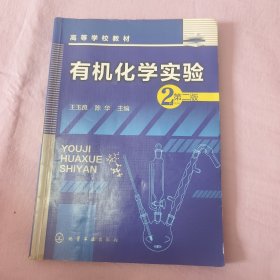 高等学校教材
有机化学实验
2 第二版
王玉良 陈华 主编
YOUJI
HUAXUE
SHIYAN
化学工业出版社